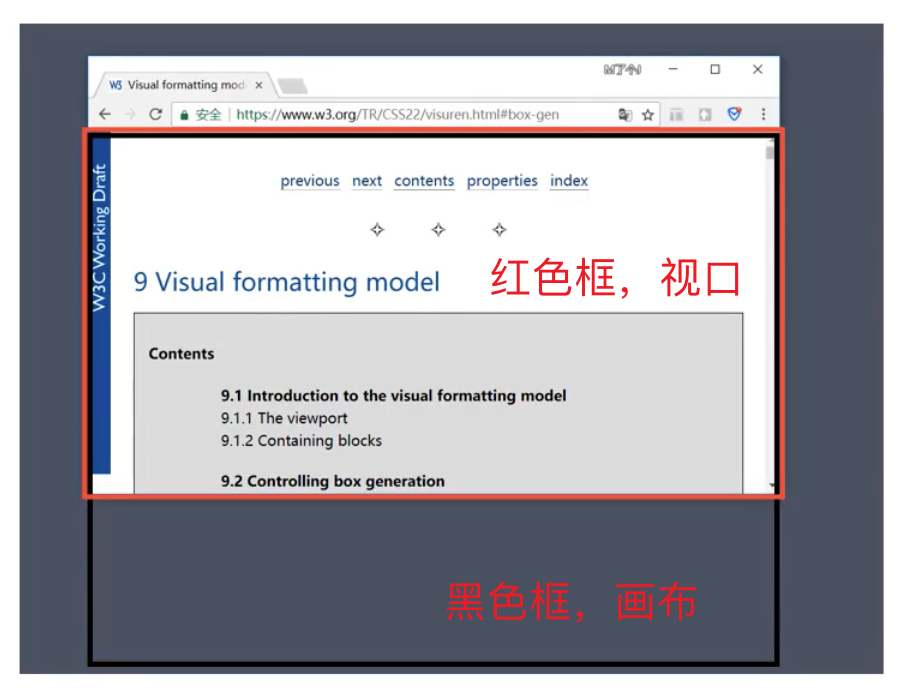 W3 Visual formatting mod
安全 | https://www.w3.org/TR/CSS22/visuren.html#box-gen
W3C Working Draft
previous next contents properties index
9 Visual formatting model
红色框，视口
Contents
9.1 Introduction to the visual formatting model
9.1.1 The viewport
9.1.2 Containing blocks
9.2 Controlling box generation
黑色框，画布